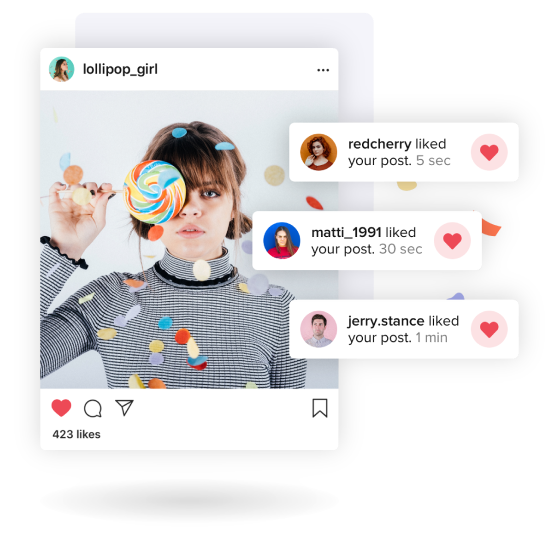 lollipop_girl
redcherry liked
your post. 5 sec
matti_1991 liked
your post. 30 sec
jerry.stance liked
your post. 1 min
423 likes